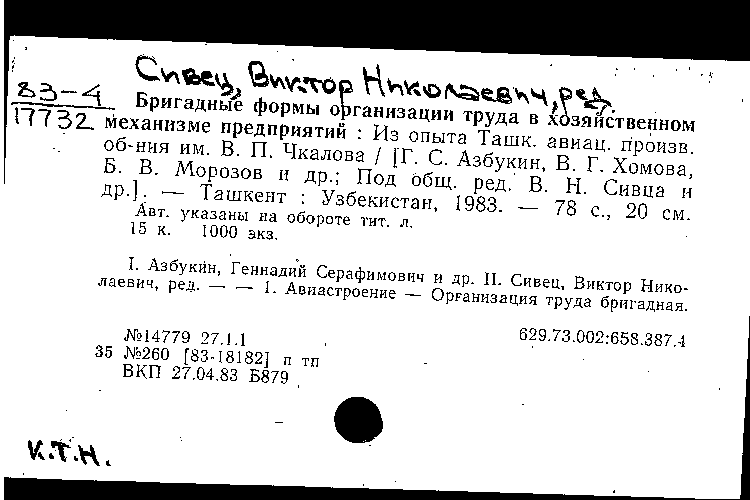 Сивец, Виктор Николаевич, ред.
83-4
17732
Бригадные формы организации труда в хозяйственном
механизме предприятий : Из опыта Ташк. авиац. произв.
об-ния им. В. П. Чкалова / [Г. С. Азбукин, В. Г. Хомова,
Б. В. Морозов и др.; Под общ. ред. В. Н. Сивца и
др.]. — Ташкент : Узбекистан, 1983. — 78 с., 20 см.
Авт. указаны на обороте тит. л.
15 к. 1000 экз.
I. Азбукин, Геннадий Серафимович и др. II. Сивец, Виктор Нико-
лаевич, ред. — — 1. Авиастроение — Организация труда бригадная.
№14779 27.1.1 629.73.002:658.387.4
35 №260 [83-18182] п тп
ВКП 27.04.83 Б879
К.Т.Н.